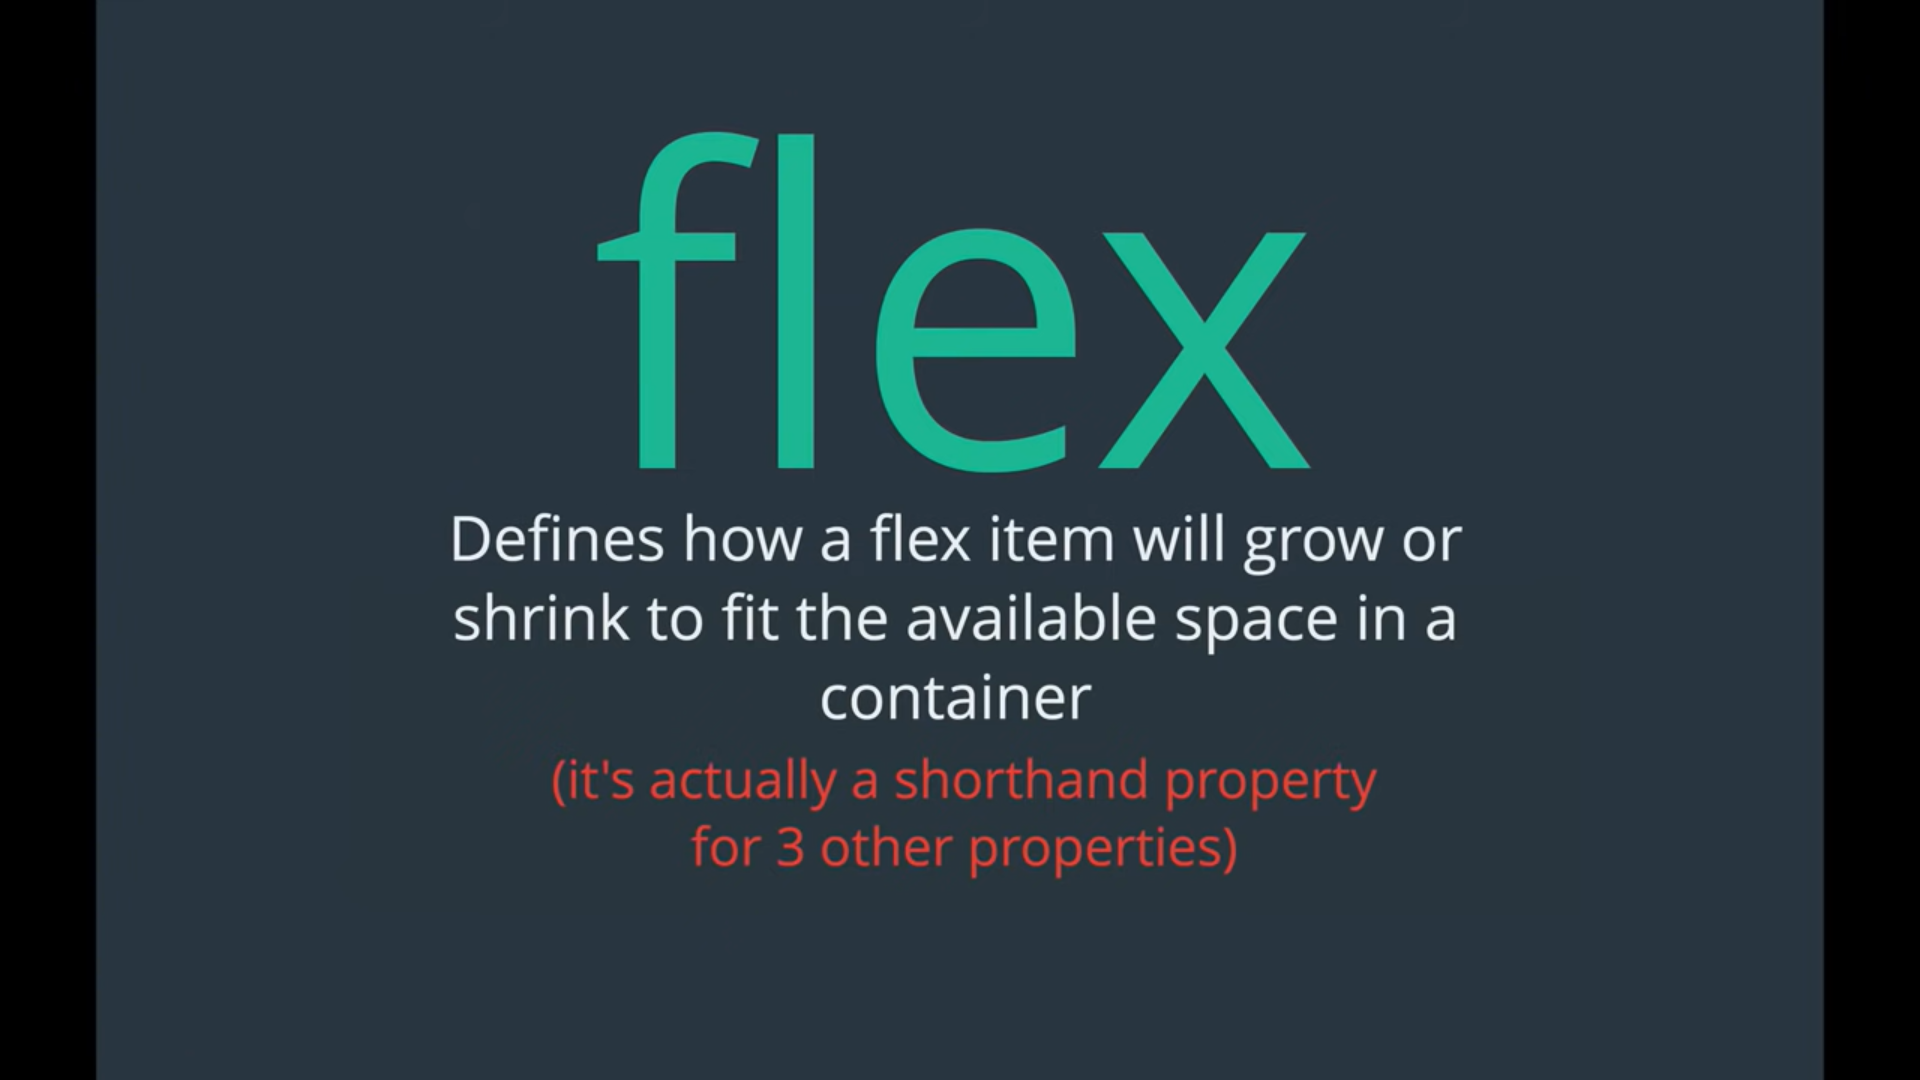 flex
Defines how a flex item will grow or
shrink to fit the available space in a
container
(it's actually a shorthand property
for 3 other properties)